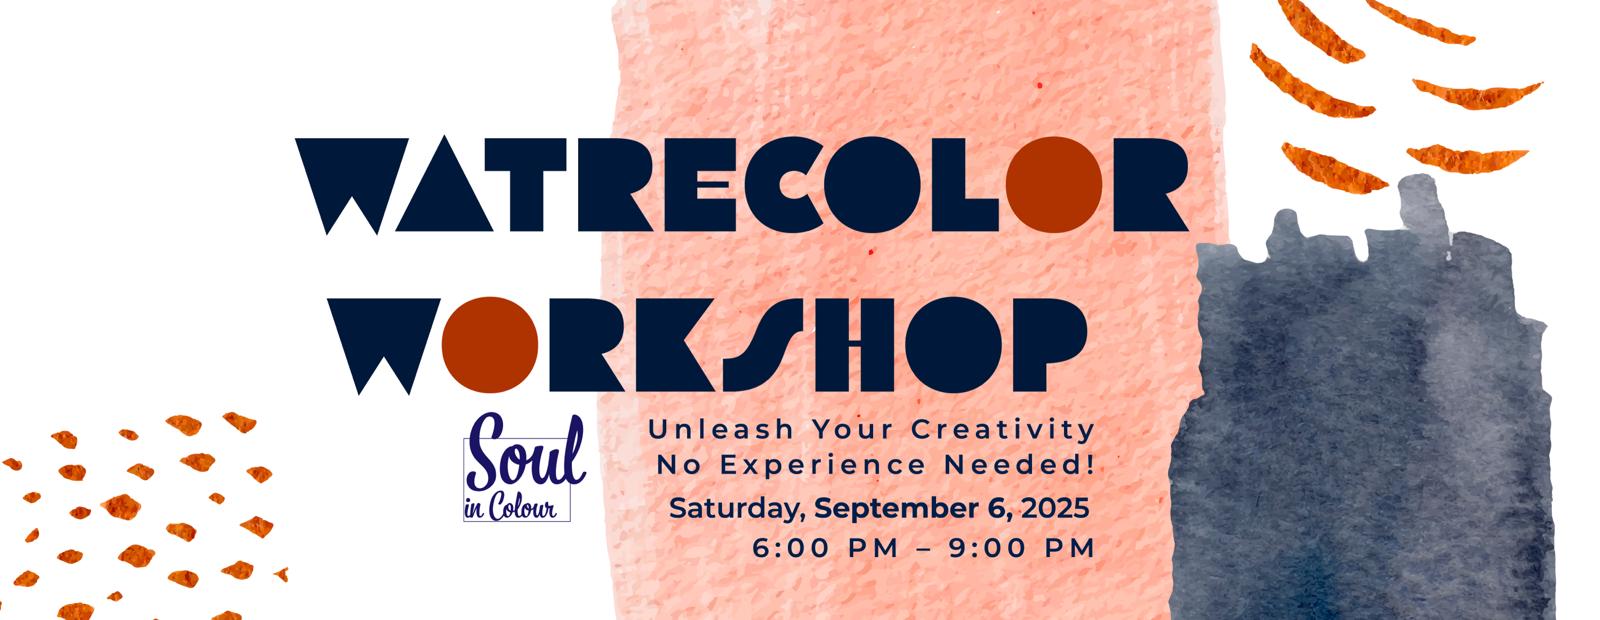 WATRECOLOR
WORKSHOP
Soul
in Colour
Unleash Your Creativity
No Experience Needed!
Saturday, September 6, 2025
6:00 PM – 9:00 PM